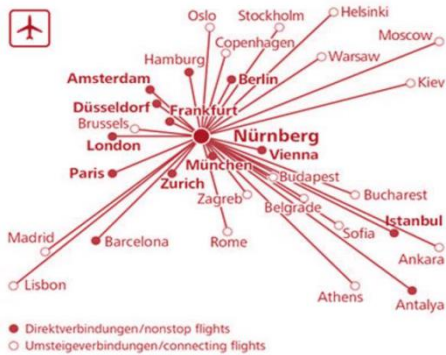 Oslo
Stockholm
Helsinki
Moscow
Copenhagen
Hamburg
Warsaw
Kiev
Amsterdam
Berlin
Düsseldorf
Frankfurt
Brussels
Nürnberg
London
München
Vienna
Paris
Zurich
Budapest
Zagreb
Belgrade
Bucharest
Istanbul
Madrid
Barcelona
Rome
Sofia
Ankara
Lisbon
Athens
Antalya
Direktverbindungen/nonstop flights
Umsteigeverbindungen/connecting flights